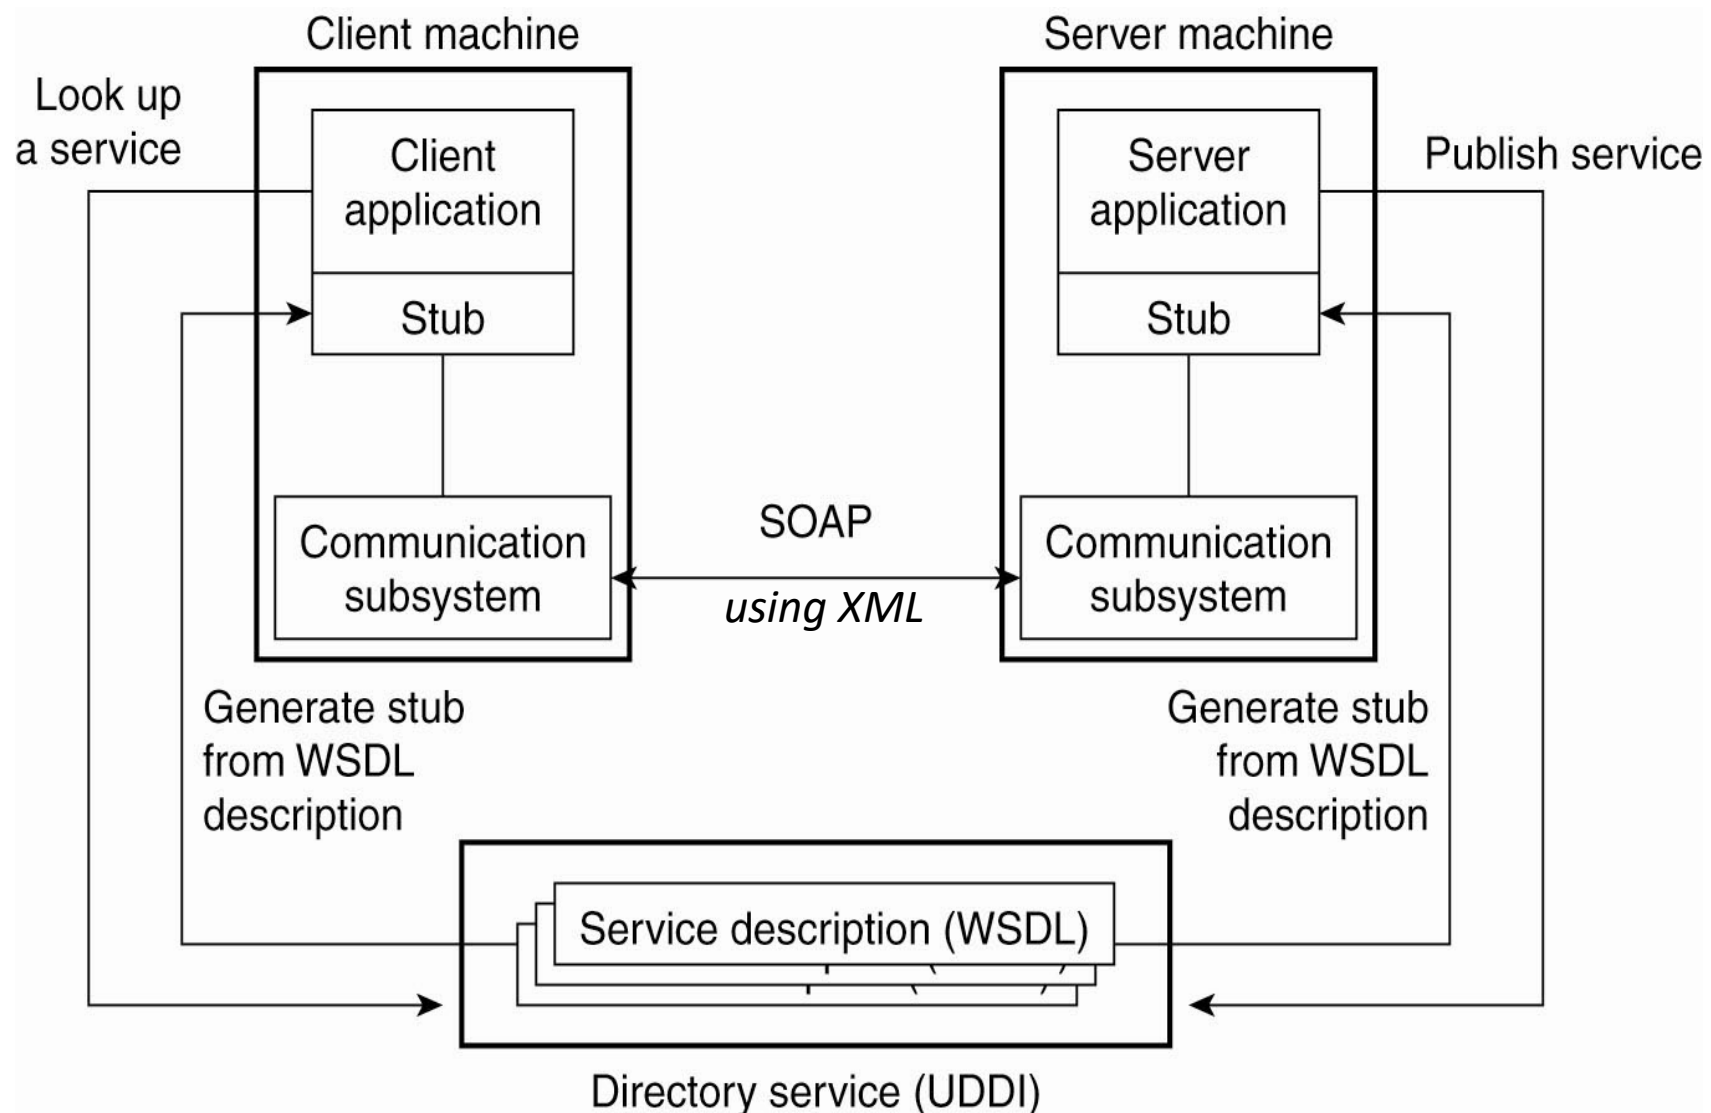 Client machine
Server machine
Look up
a service
Client
application
Server
application
Publish service
Stub
Stub
SOAP
using XML
Communication
subsystem
Communication
subsystem
Generate stub
from WSDL
description
Generate stub
from WSDL
description
Service description (WSDL)
Directory service (UDDI)